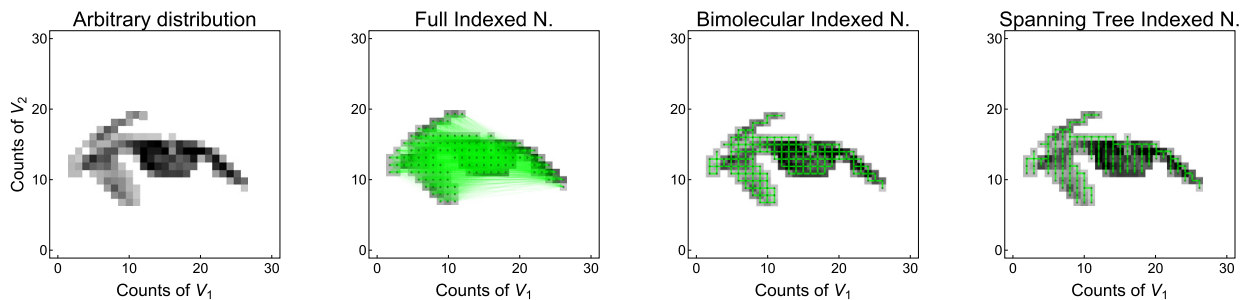 Arbitrary distribution
Full Indexed N.
Bimolecular Indexed N.
Spanning Tree Indexed N.
Counts of V2
30
20
10
0
0 10 20 30
Counts of V1
30
20
10
0
0 10 20 30
Counts of V1
30
20
10
0
0 10 20 30
Counts of V1
30
20
10
0
0 10 20 30
Counts of V1